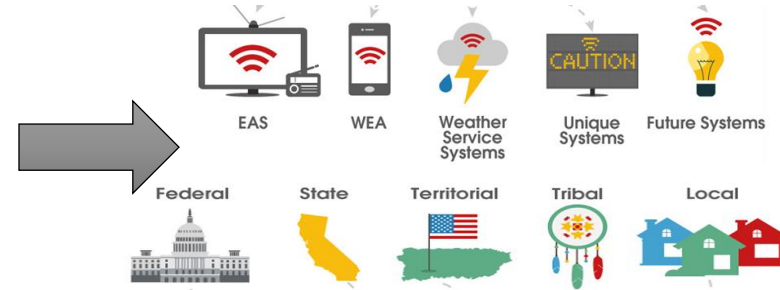 CAUTION
EAS WEA Weather Unique Future Systems
Service Systems
Systems
Federal State Territorial Tribal Local